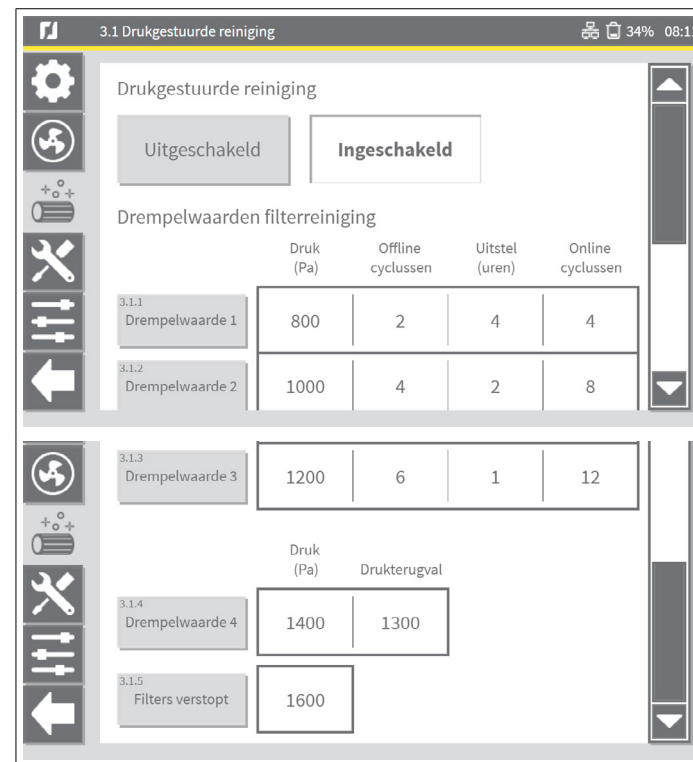 3.1 Drukgestuurde reiniging 34% 08:1
Drukgestuurde reiniging
Uitgeschakeld Ingeschakeld
Drempelwaarden filterreiniging
Druk Offline Uitstel Online
(Pa) cyclussen (uren) cyclussen
3.1.1
Drempelwaarde 1 800 2 4 4
3.1.2
Drempelwaarde 2 1000 4 2 8
3.1.3
Drempelwaarde 3 1200 6 1 12
Druk
(Pa) Drukterugval
3.1.4
Drempelwaarde 4 1400 1300
3.1.5
Filters verstopt 1600